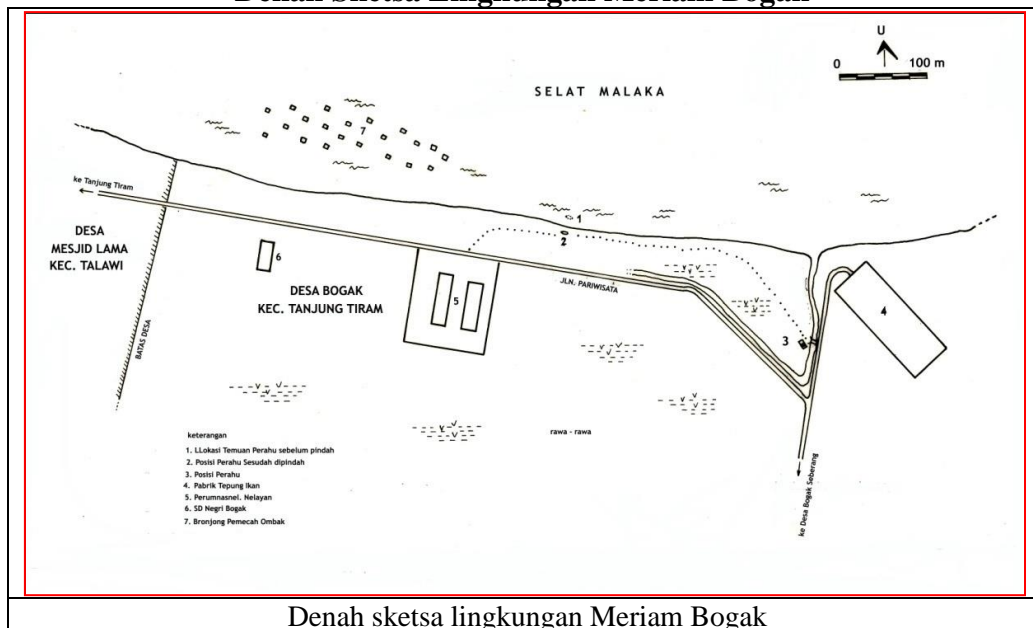 Denah Sketsa Lingkungan Meriam Bogak
U
0 100 m
SELAT MALAKA
7
ke Tanjung Tiram
1
2
DESA
MESJID LAMA
KEC. TALAWI
6
DESA BOGAK
KEC. TANJUNG TIRAM
5
JLN. PARIWISATA
3
4
BATAS DESA
rawa - rawa
ke Desa Bogak Seberang
keterangan
1. LLokasi Temuan Perahu sebelum pindah
2. Posisi Perahu Sesudah dipindah
3. Posisi Perahu
4. Pabrik Tepung Ikan
5. Perumnasnel. Nelayan
6. SD Negri Bogak
7. Bronjong Pemecah Ombak
Denah sketsa lingkungan Meriam Bogak